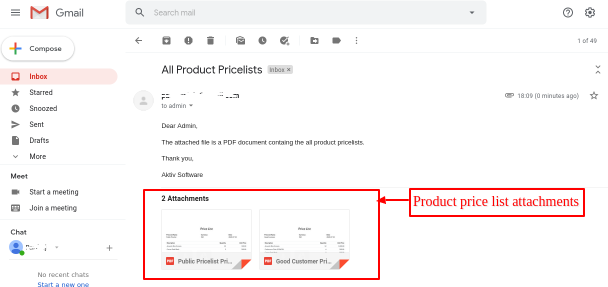 Gmail
Search mail
Compose
1 of 49
Inbox
Starred
Snoozed
Sent
Drafts
More
All Product Pricelists
Inbox ×
18:09 (0 minutes ago)
to admin
Dear Admin,
The attached file is a PDF document containg the all product pricelists.
Thank you,
Aktiv Software
Meet
Start a meeting
Join a meeting
Chat
No recent chats
Start a new one
2 Attachments
Price List
Price List
PDF Public Pricelist Pri...
PDF Good Customer Pri...
Product price list attachments